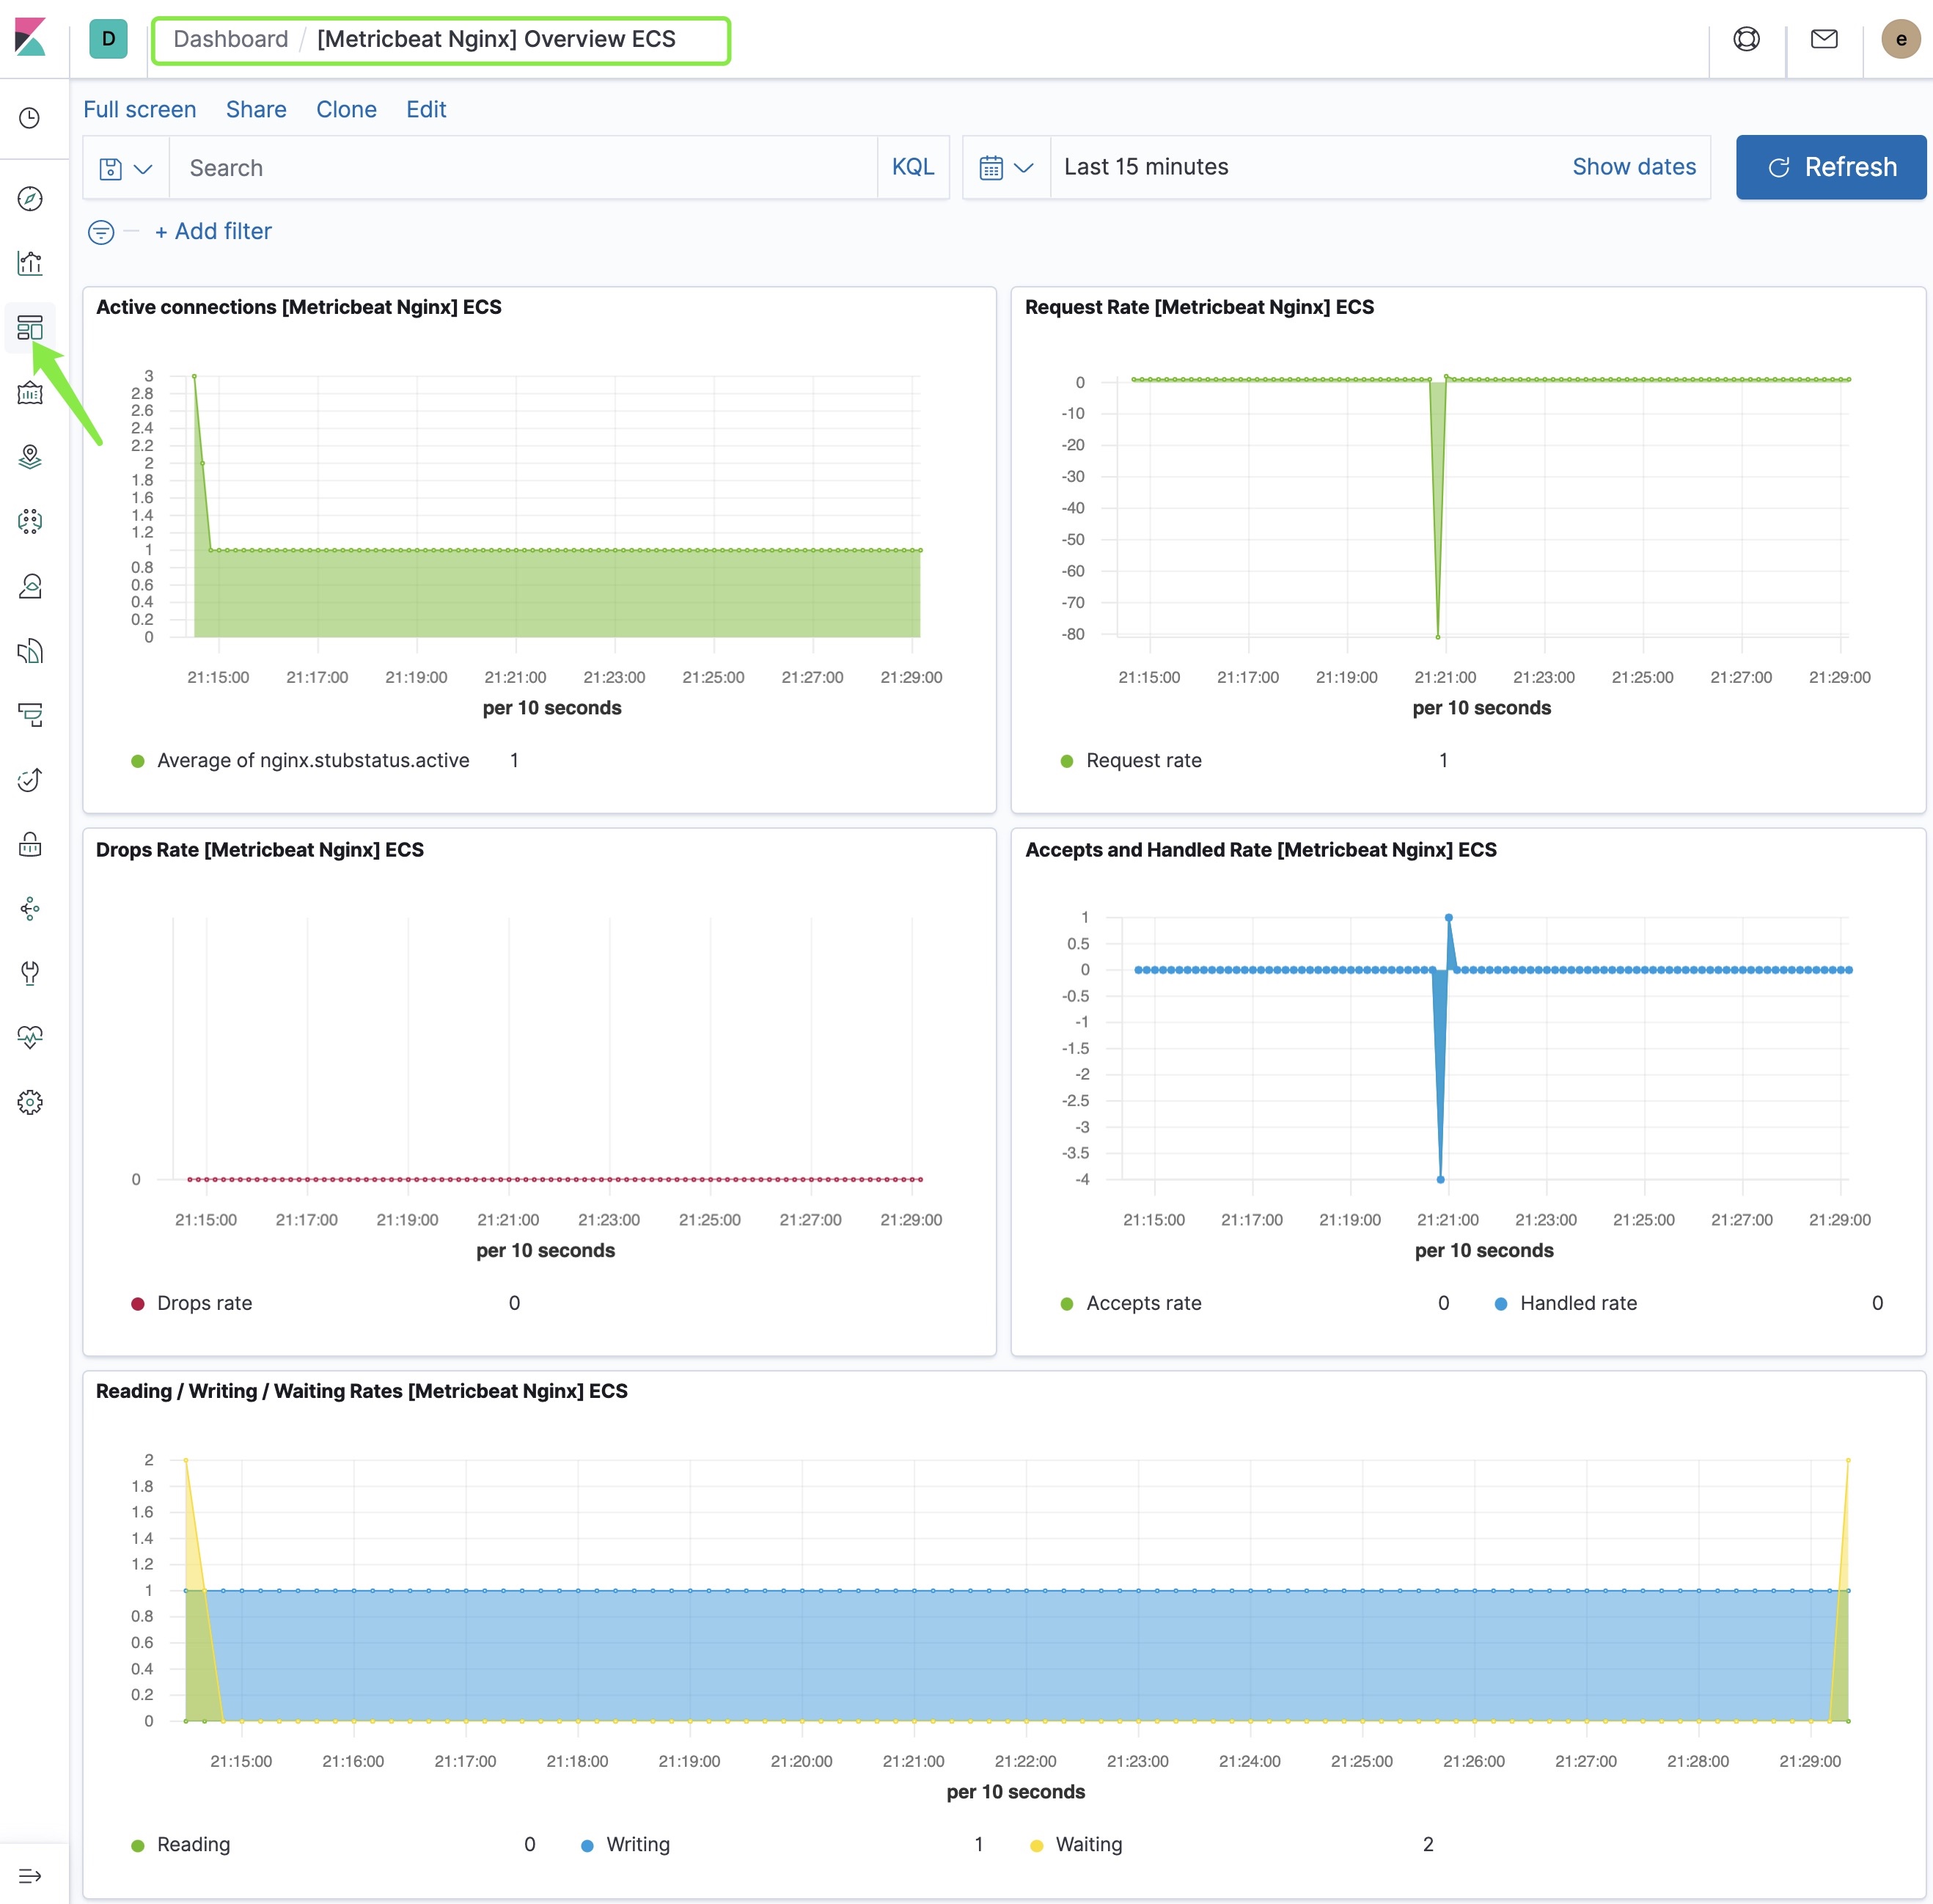 D Dashboard / [Metricbeat Nginx] Overview ECS e
Full screen Share Clone Edit
Search KQL Last 15 minutes Show dates Refresh
+ Add filter
Active connections [Metricbeat Nginx] ECS
3
2.8
2.6
2.4
2.2
2
1.8
1.6
1.4
1.2
1
0.8
0.6
0.4
0.2
0
21:15:00 21:17:00 21:19:00 21:21:00 21:23:00 21:25:00 21:27:00 21:29:00
per 10 seconds
Average of nginx.stubstatus.active 1
Request Rate [Metricbeat Nginx] ECS
0
-10
-20
-30
-40
-50
-60
-70
-80
21:15:00 21:17:00 21:19:00 21:21:00 21:23:00 21:25:00 21:27:00 21:29:00
per 10 seconds
Request rate 1
Drops Rate [Metricbeat Nginx] ECS
0
21:15:00 21:17:00 21:19:00 21:21:00 21:23:00 21:25:00 21:27:00 21:29:00
per 10 seconds
Drops rate 0
Accepts and Handled Rate [Metricbeat Nginx] ECS
1
0.5
0
-0.5
-1
-1.5
-2
-2.5
-3
-3.5
-4
21:15:00 21:17:00 21:19:00 21:21:00 21:23:00 21:25:00 21:27:00 21:29:00
per 10 seconds
Accepts rate 0 Handled rate 0
Reading / Writing / Waiting Rates [Metricbeat Nginx] ECS
2
1.8
1.6
1.4
1.2
1
0.8
0.6
0.4
0.2
0
21:15:00 21:16:00 21:17:00 21:18:00 21:19:00 21:20:00 21:21:00 21:22:00 21:23:00 21:24:00 21:25:00 21:26:00 21:27:00 21:28:00 21:29:00
per 10 seconds
Reading 0 Writing 1 Waiting 2